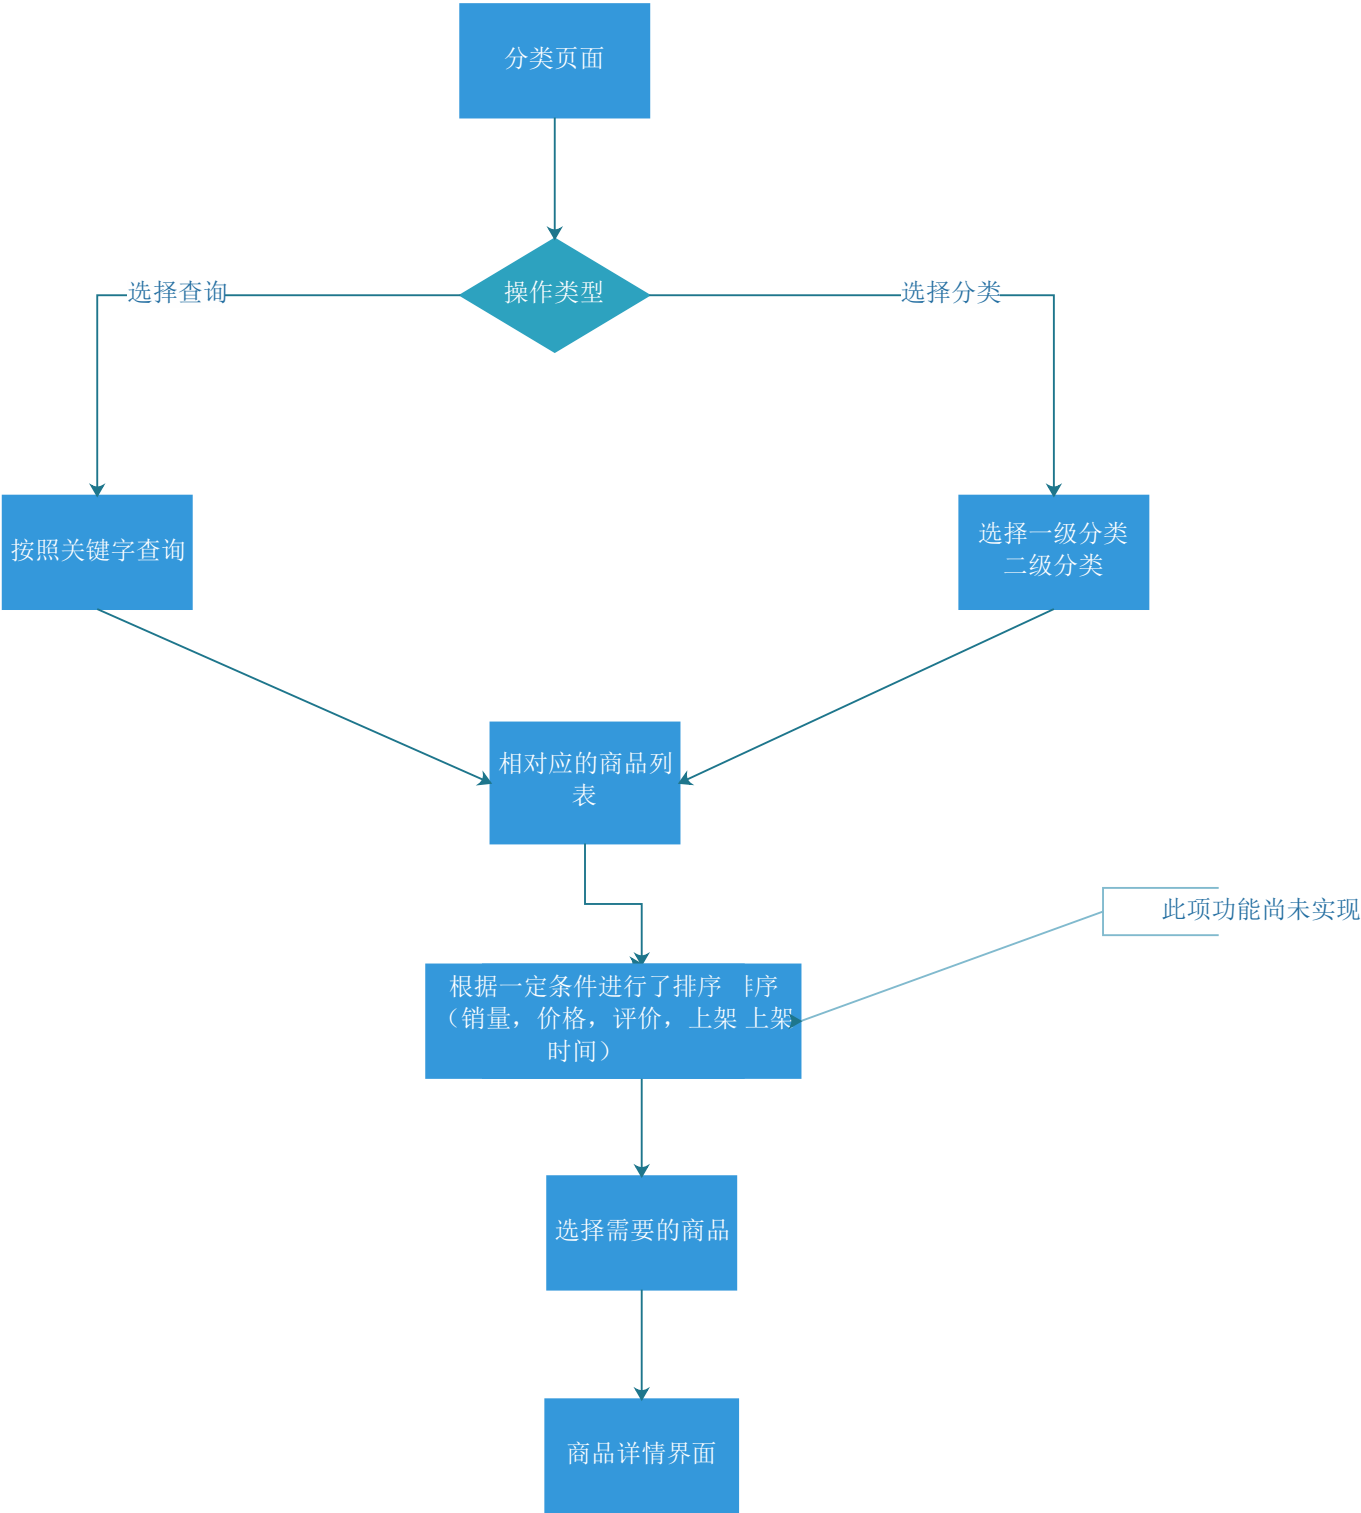 分类页面
操作类型
选择查询
选择分类
按照关键字查询
选择一级分类
二级分类
相对应的商品列
表
此项功能尚未实现
根据一定条件进行了排序 排序
（销量，价格，评价，上架 上架
时间）
选择需要的商品
商品详情界面